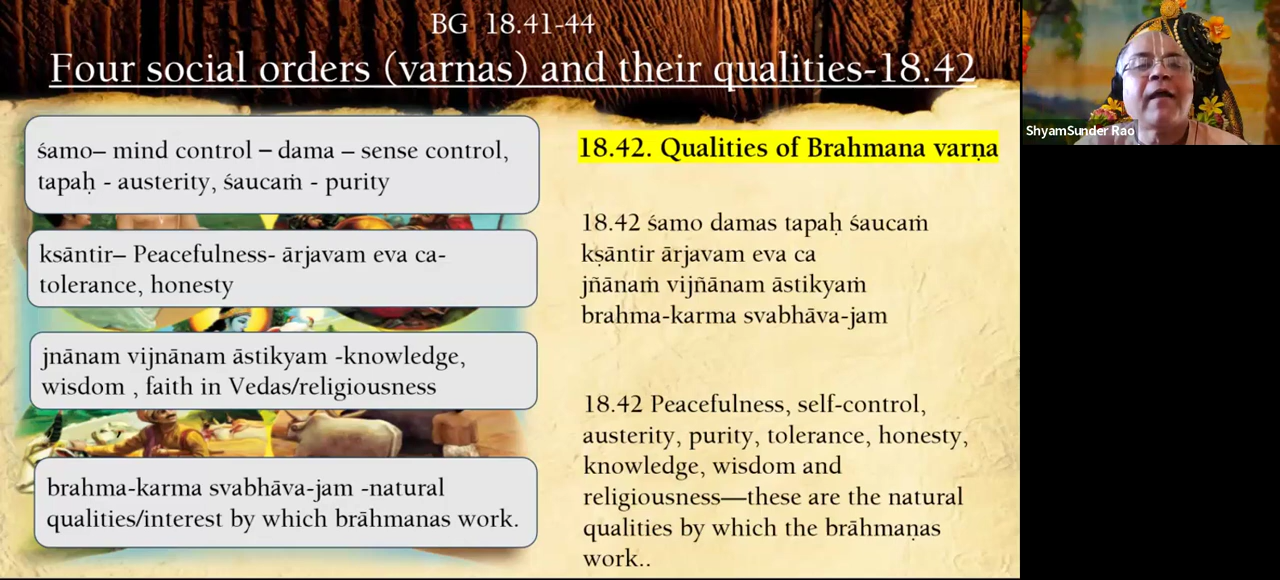 BG 18.41-44
Four social orders (varnas) and their qualities-18.42
śamo– mind control – dama – sense control,
tapaḥ - austerity, śaucaṁ - purity
ksāntir– Peacefulness- ārjavam eva ca-
tolerance, honesty
jnānam vijnānam āstikyam -knowledge,
wisdom , faith in Vedas/religiousness
brahma-karma svabhāva-jam -natural
qualities/interest by which brāhmanas work.
18.42. Qualities of Brahmana varṇa
18.42 śamo damas tapaḥ śaucaṁ
kṣāntir ārjavam eva ca
jñānaṁ vijñānam āstikyaṁ
brahma-karma svabhāva-jam
18.42 Peacefulness, self-control,
austerity, purity, tolerance, honesty,
knowledge, wisdom and
religiousness—these are the natural
qualities by which the brāhmaṇas
work..
ShyamSunder Rao